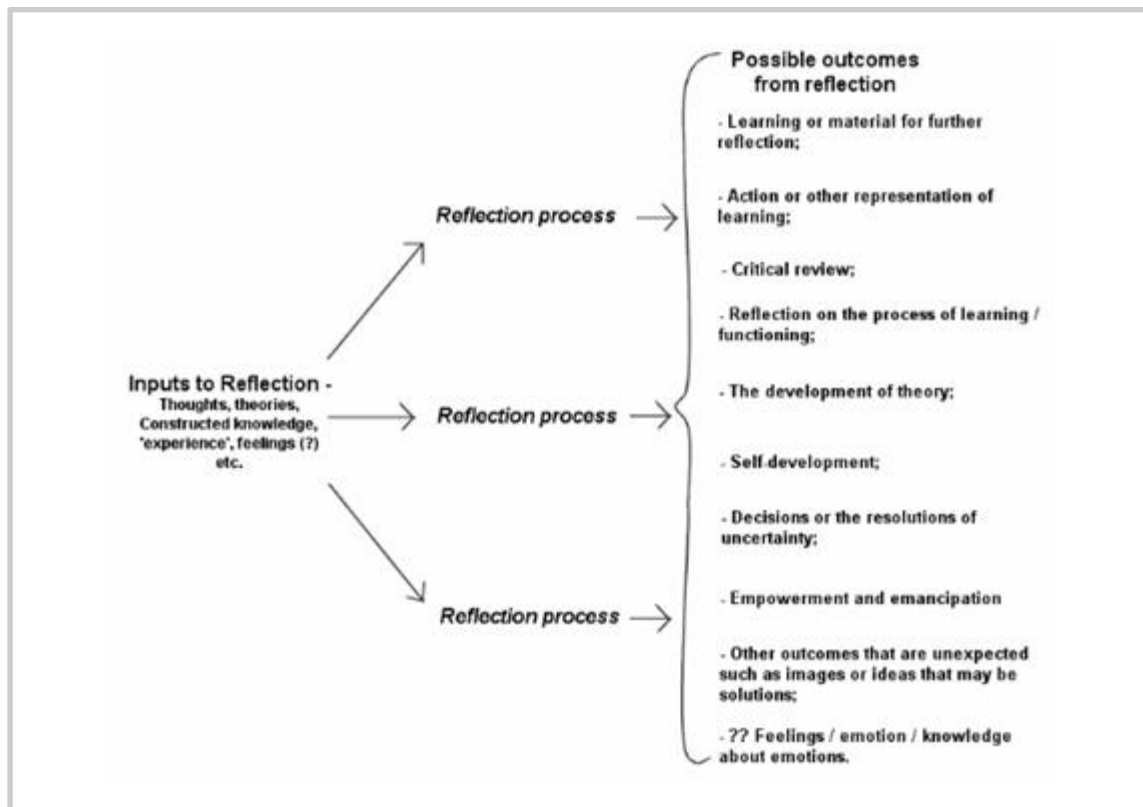 Inputs to Reflection -
Thoughts, theories,
Constructed knowledge,
'experience', feelings (?)
etc.
Reflection process
Reflection process
Reflection process
Possible outcomes
from reflection
- Learning or material for further
reflection;
- Action or other representation of
learning;
- Critical review;
- Reflection on the process of learning /
functioning;
- The development of theory;
- Self-development;
- Decisions or the resolutions of
uncertainty;
- Empowerment and emancipation
- Other outcomes that are unexpected
such as images or ideas that may be
solutions;
- ?? Feelings / emotion / knowledge
about emotions.